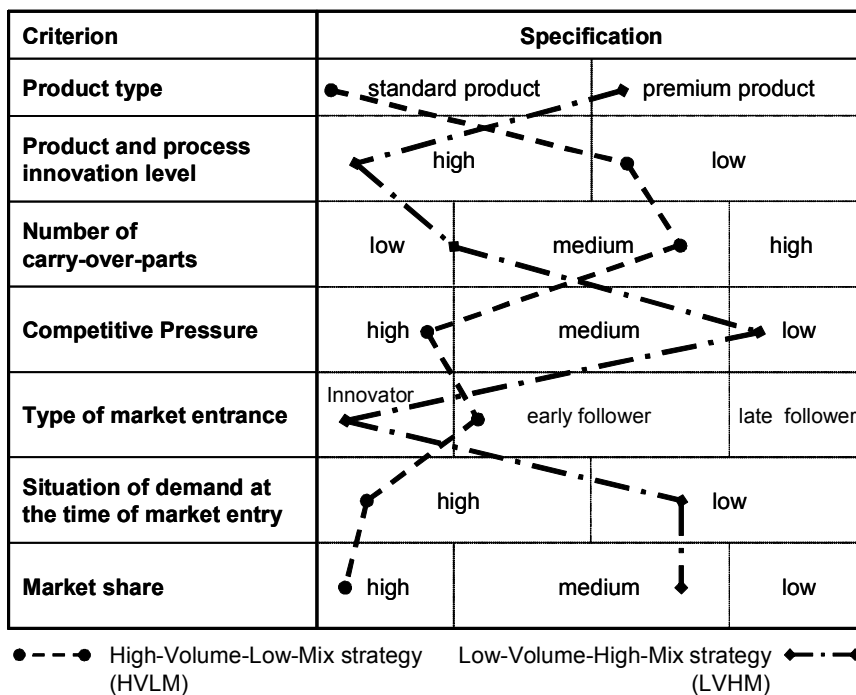 Criterion Specification
Product type standard product premium product
Product and process
innovation level high low
Number of
carry-over-parts low medium high
Competitive Pressure high medium low
Innovator
Type of market entrance early follower late follower
Situation of demand at
the time of market entry high low
Market share high medium low
High-Volume-Low-Mix strategy Low-Volume-High-Mix strategy
(HVLM) (LVHM)